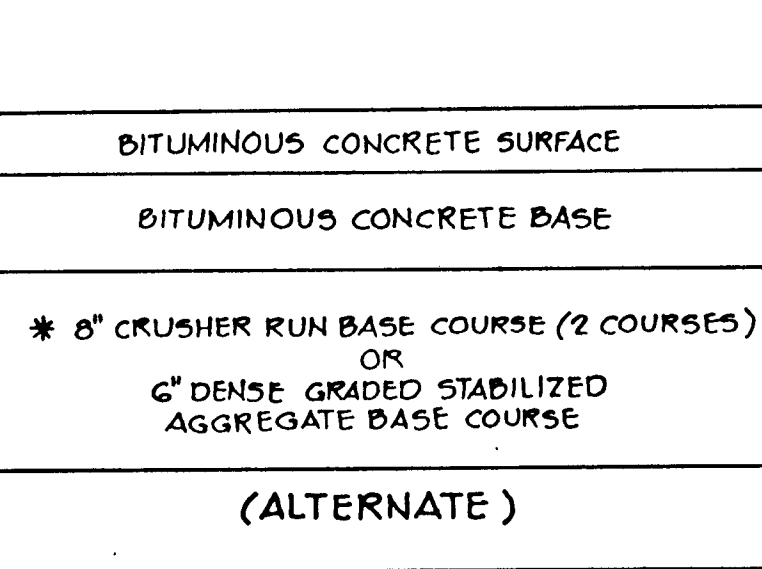 BITUMINOUS CONCRETE SURFACE
BITUMINOUS CONCRETE BASE
* 8" CRUSHER RUN BASE COURSE (2 COURSES)
OR
6" DENSE GRADED STABILIZED
AGGREGATE BASE COURSE
(ALTERNATE)